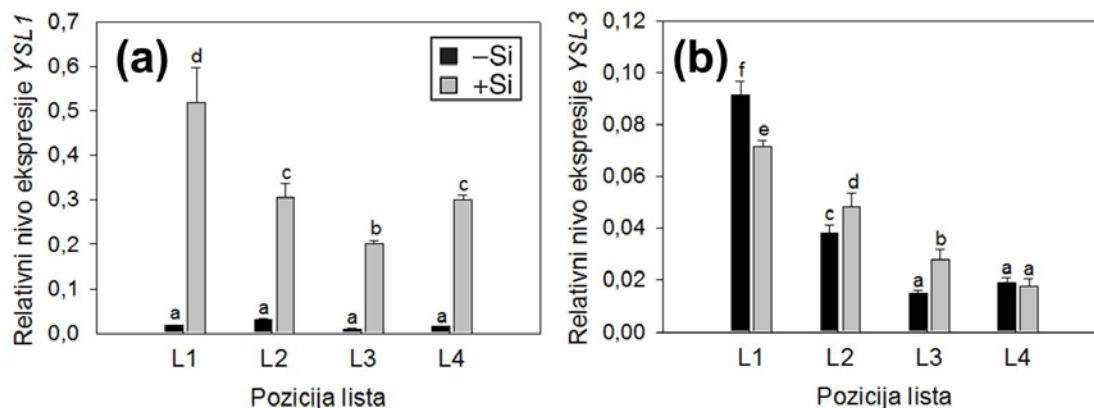 (a)
Relativni nivo ekspresije YSL1
0,7
0,6
0,5
0,4
0,3
0,2
0,1
0,0
–Si
+Si
a d
a c
a b
a c
L1 L2 L3 L4
Pozicija lista
(b)
Relativni nivo ekspresije YSL3
0,12
0,10
0,08
0,06
0,04
0,02
0,00
f e
c d
a b
a a
L1 L2 L3 L4
Pozicija lista